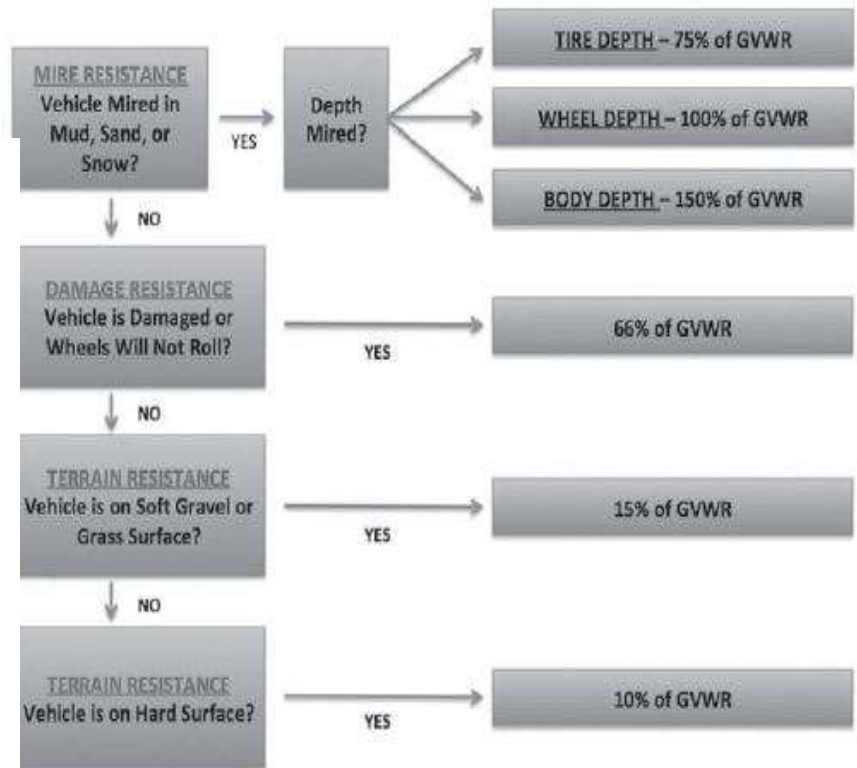 MIRE RESISTANCE
Vehicle Mired in
Mud, Sand, or
Snow?
YES
Depth
Mired?
TIRE DEPTH – 75% of GVWR
WHEEL DEPTH – 100% of GVWR
BODY DEPTH – 150% of GVWR
NO
DAMAGE RESISTANCE
Vehicle is Damaged or
Wheels Will Not Roll?
YES
66% of GVWR
NO
TERRAIN RESISTANCE
Vehicle is on Soft Gravel or
Grass Surface?
YES
15% of GVWR
NO
TERRAIN RESISTANCE
Vehicle is on Hard Surface?
YES
10% of GVWR